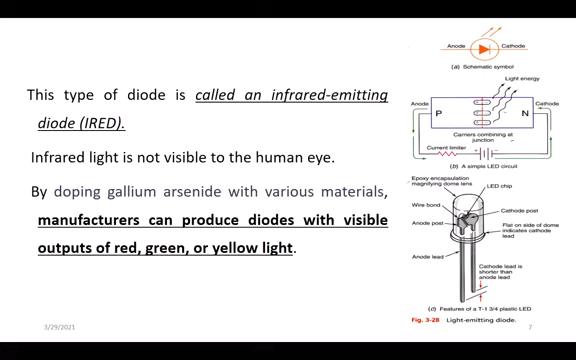 This type of diode is called an infrared-emitting
diode (IRED).
Infrared light is not visible to the human eye.
By doping gallium arsenide with various materials,
manufacturers can produce diodes with visible
outputs of red, green, or yellow light.
3/29/2021
Anode
Cathode
(a) Schematic symbol
Light energy
Anode
Cathode
P
N
Carriers combining at
junction
Current limiter
+
−
(b) A simple LED circuit
Epoxy encapsulation
magnifying dome lens
LED chip
Wire bond
Cathode post
Anode post
Flat on side of dome
indicates cathode
lead
Anode lead
Cathode lead is
shorter than
anode lead
(c) Features of a T-1 3/4 plastic LED
Fig. 3-28 Light-emitting diode.
7